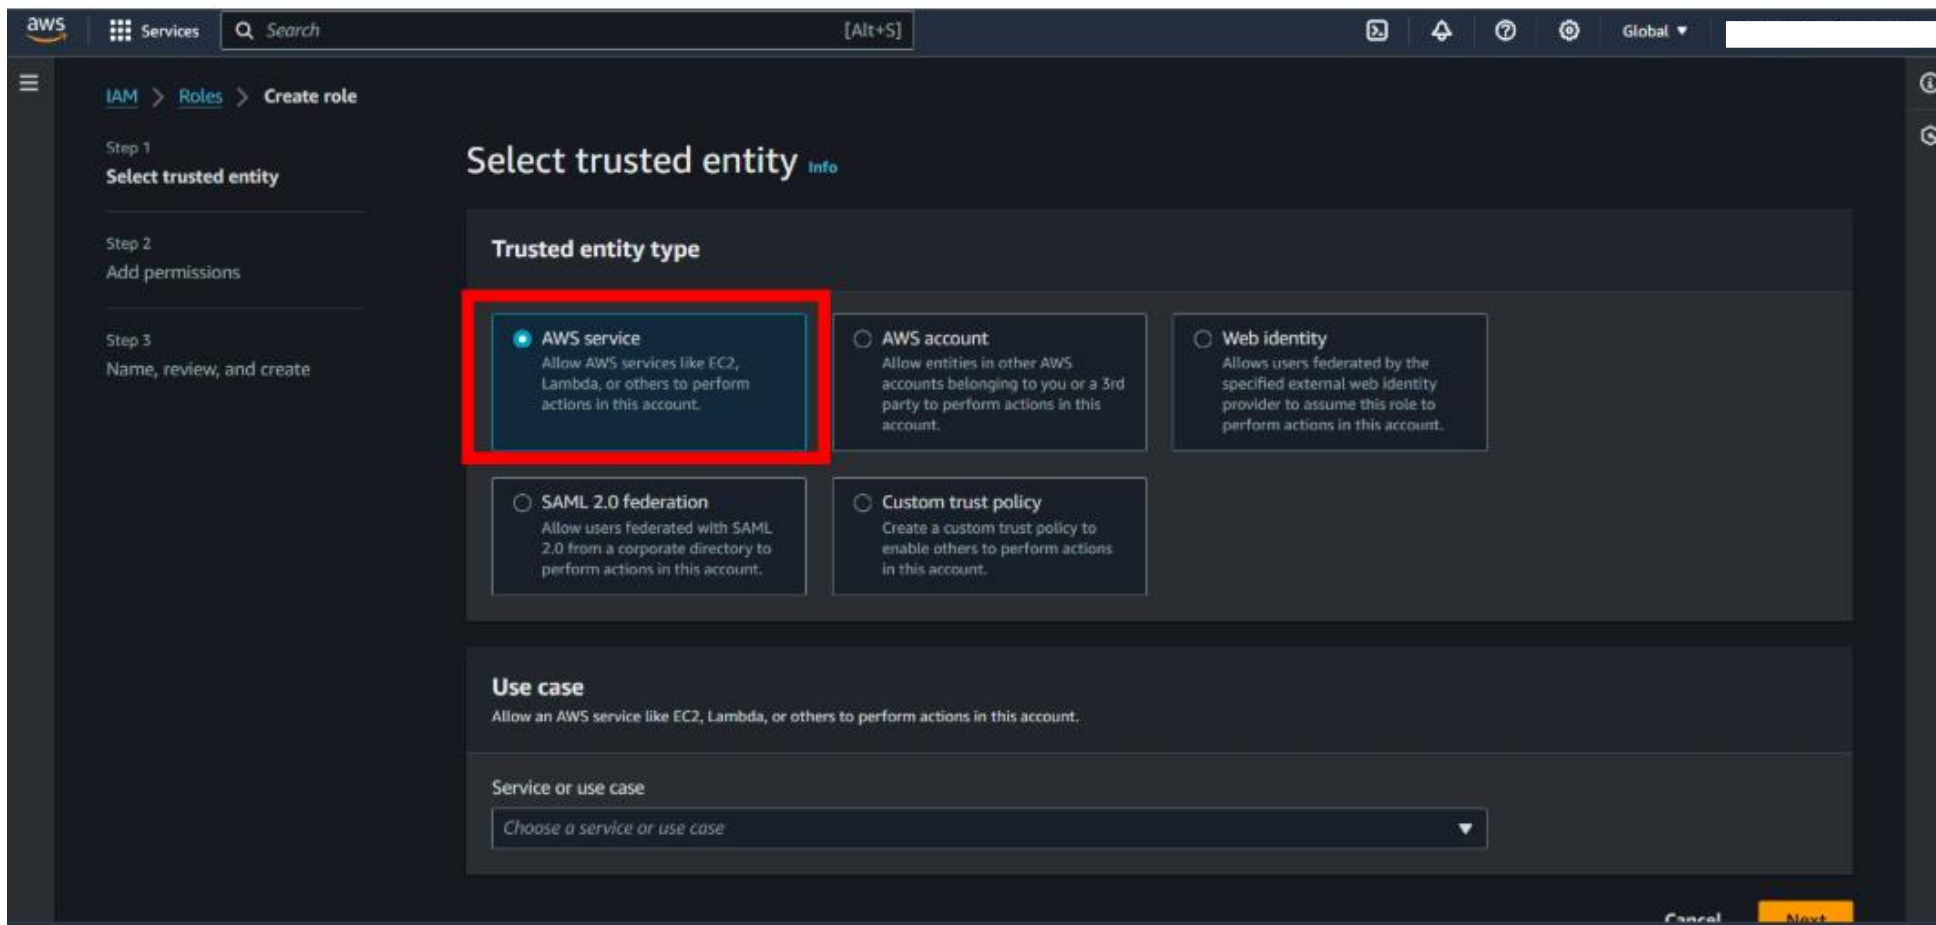 aws Services Search [Alt+S] Global
IAM > Roles > Create role
Step 1
Select trusted entity
Step 2
Add permissions
Step 3
Name, review, and create
Select trusted entity Info
Trusted entity type
AWS service
Allow AWS services like EC2,
Lambda, or others to perform
actions in this account.
AWS account
Allow entities in other AWS
accounts belonging to you or a 3rd
party to perform actions in this
account.
Web identity
Allows users federated by the
specified external web identity
provider to assume this role to
perform actions in this account.
SAML 2.0 federation
Allow users federated with SAML
2.0 from a corporate directory to
perform actions in this account.
Custom trust policy
Create a custom trust policy to
enable others to perform actions
in this account.
Use case
Allow an AWS service like EC2, Lambda, or others to perform actions in this account.
Service or use case
Choose a service or use case
Cancel Next